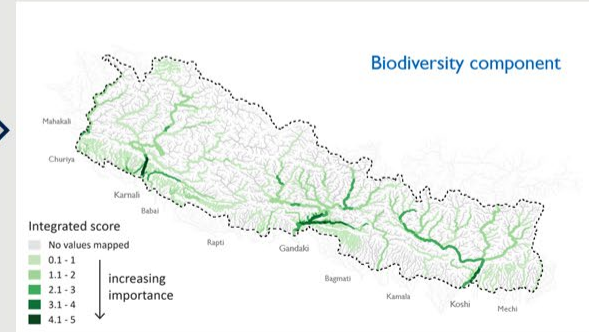 Biodiversity component
Mahakali
Churiya
Karnali
Babai
Rapti
Gandaki
Bagmati
Kamala
Koshi
Mechi
Integrated score
No values mapped
0.1 - 1
1.1 - 2
2.1 - 3
3.1 - 4
4.1 - 5
increasing
importance